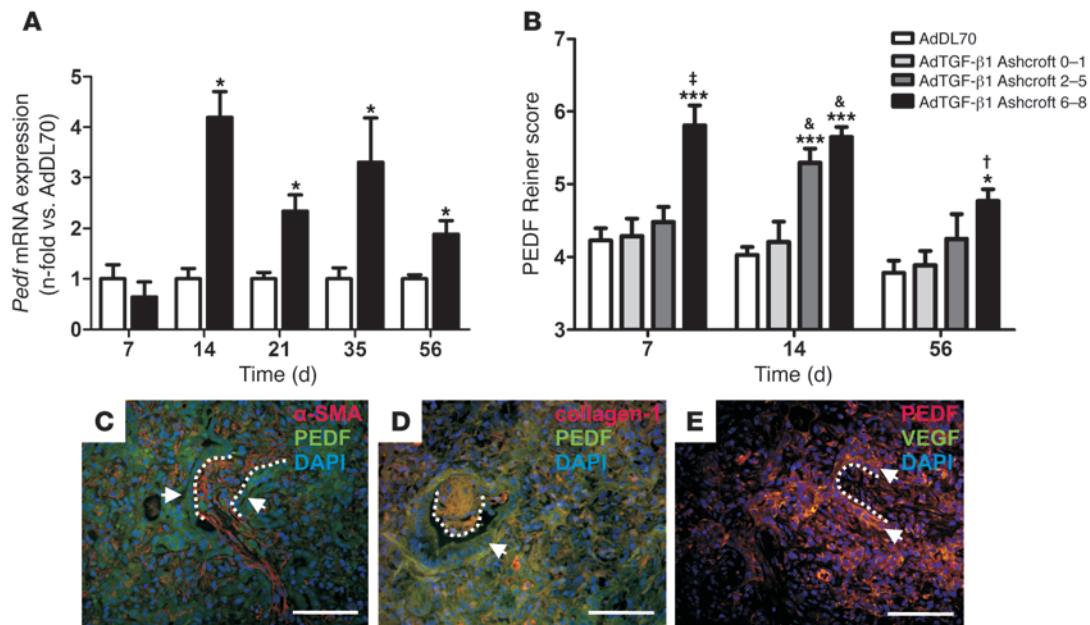 A
Pedf mRNA expression
(n-fold vs. AdDL70)
5
4
3
2
1
0
*
*
*
*
7 14 21 35 56
Time (d)
B
PEDF Reiner score
7
6
5
4
3
AdDL70
AdTGF-β1 Ashcroft 0–1
AdTGF-β1 Ashcroft 2–5
AdTGF-β1 Ashcroft 6–8
‡
***
&
***
&
***
†
*
7 14 56
Time (d)
C
α-SMA
PEDF
DAPI
D
collagen-1
PEDF
DAPI
E
PEDF
VEGF
DAPI